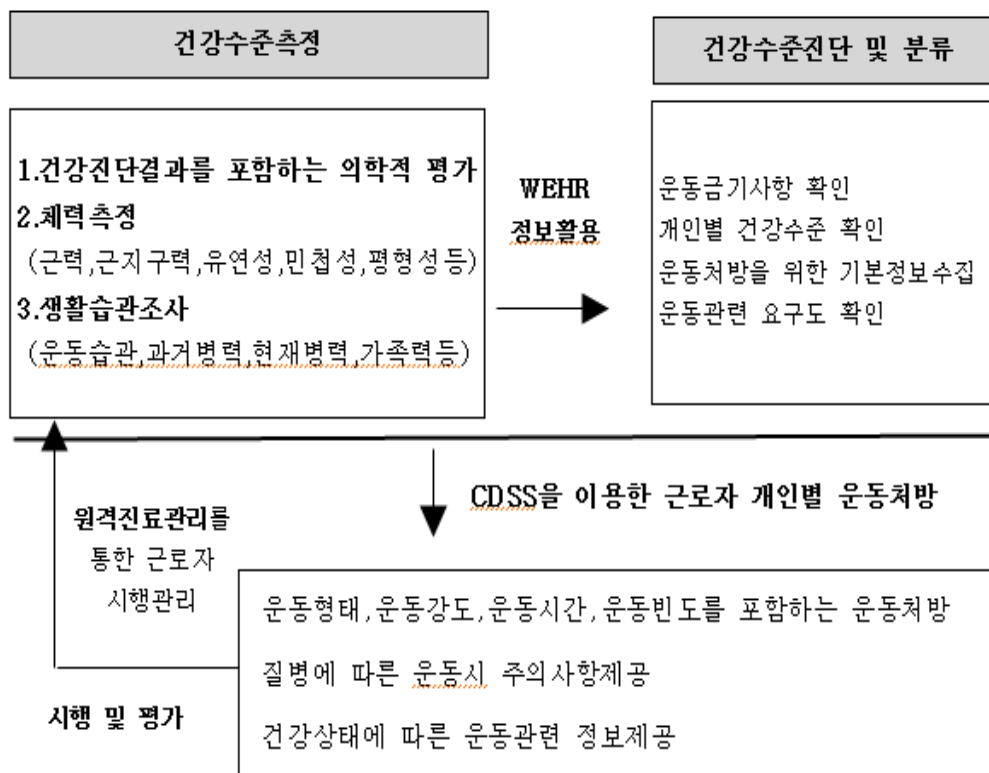 건강수준측정
건강수준진단 및 분류
1.건강진단결과를 포함하는 의학적 평가
2.체력측정
(근력,근지구력,유연성,민첩성,평형성등)
3.생활습관조사
(운동습관,과거병력,현재병력,가족력등)
WEHR
정보활용
운동금기사항 확인
개인별 건강수준 확인
운동처방을 위한 기본정보수집
운동관련 요구도 확인
CDSS을 이용한 근로자 개인별 운동처방
원격진료관리를
통한 근로자
시행관리
시행 및 평가
운동형태,운동강도,운동시간,운동빈도를 포함하는 운동처방
질병에 따른 운동시 주의사항제공
건강상태에 따른 운동관련 정보제공